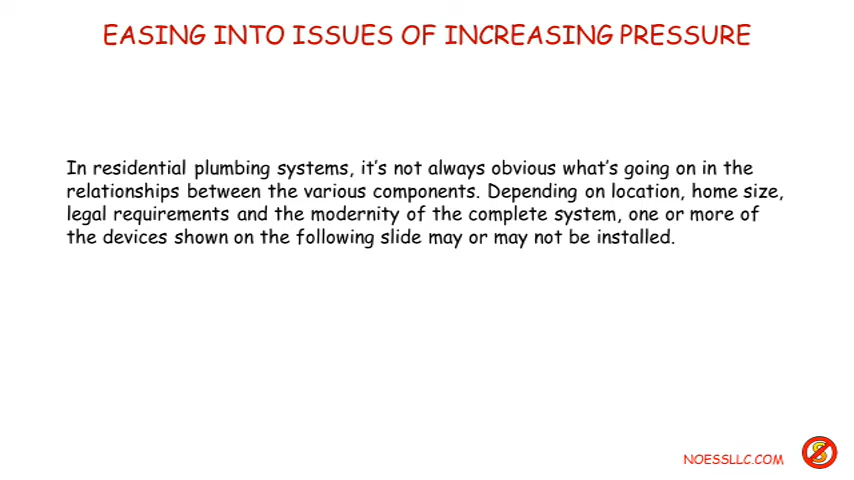 EASING INTO ISSUES OF INCREASING PRESSURE
In residential plumbing systems, it's not always obvious what's going on in the
relationships between the various components. Depending on location, home size,
legal requirements and the modernity of the complete system, one or more of
the devices shown on the following slide may or may not be installed.
NOESSLLC.COM
S